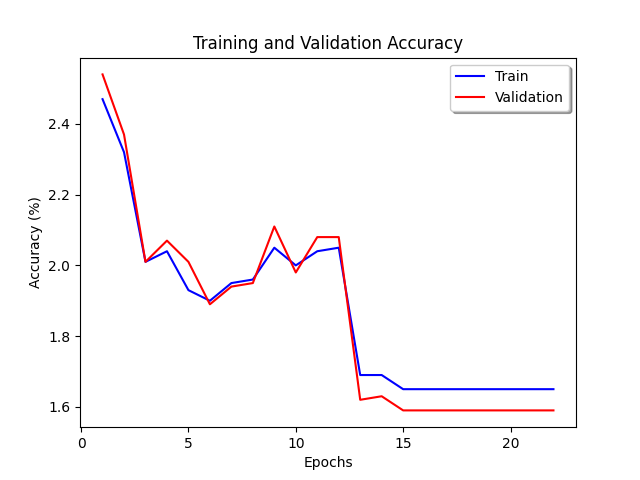 Training and Validation Accuracy
Train
Validation
Accuracy (%)
2.4
2.2
2.0
1.8
1.6
0 5 10 15 20
Epochs